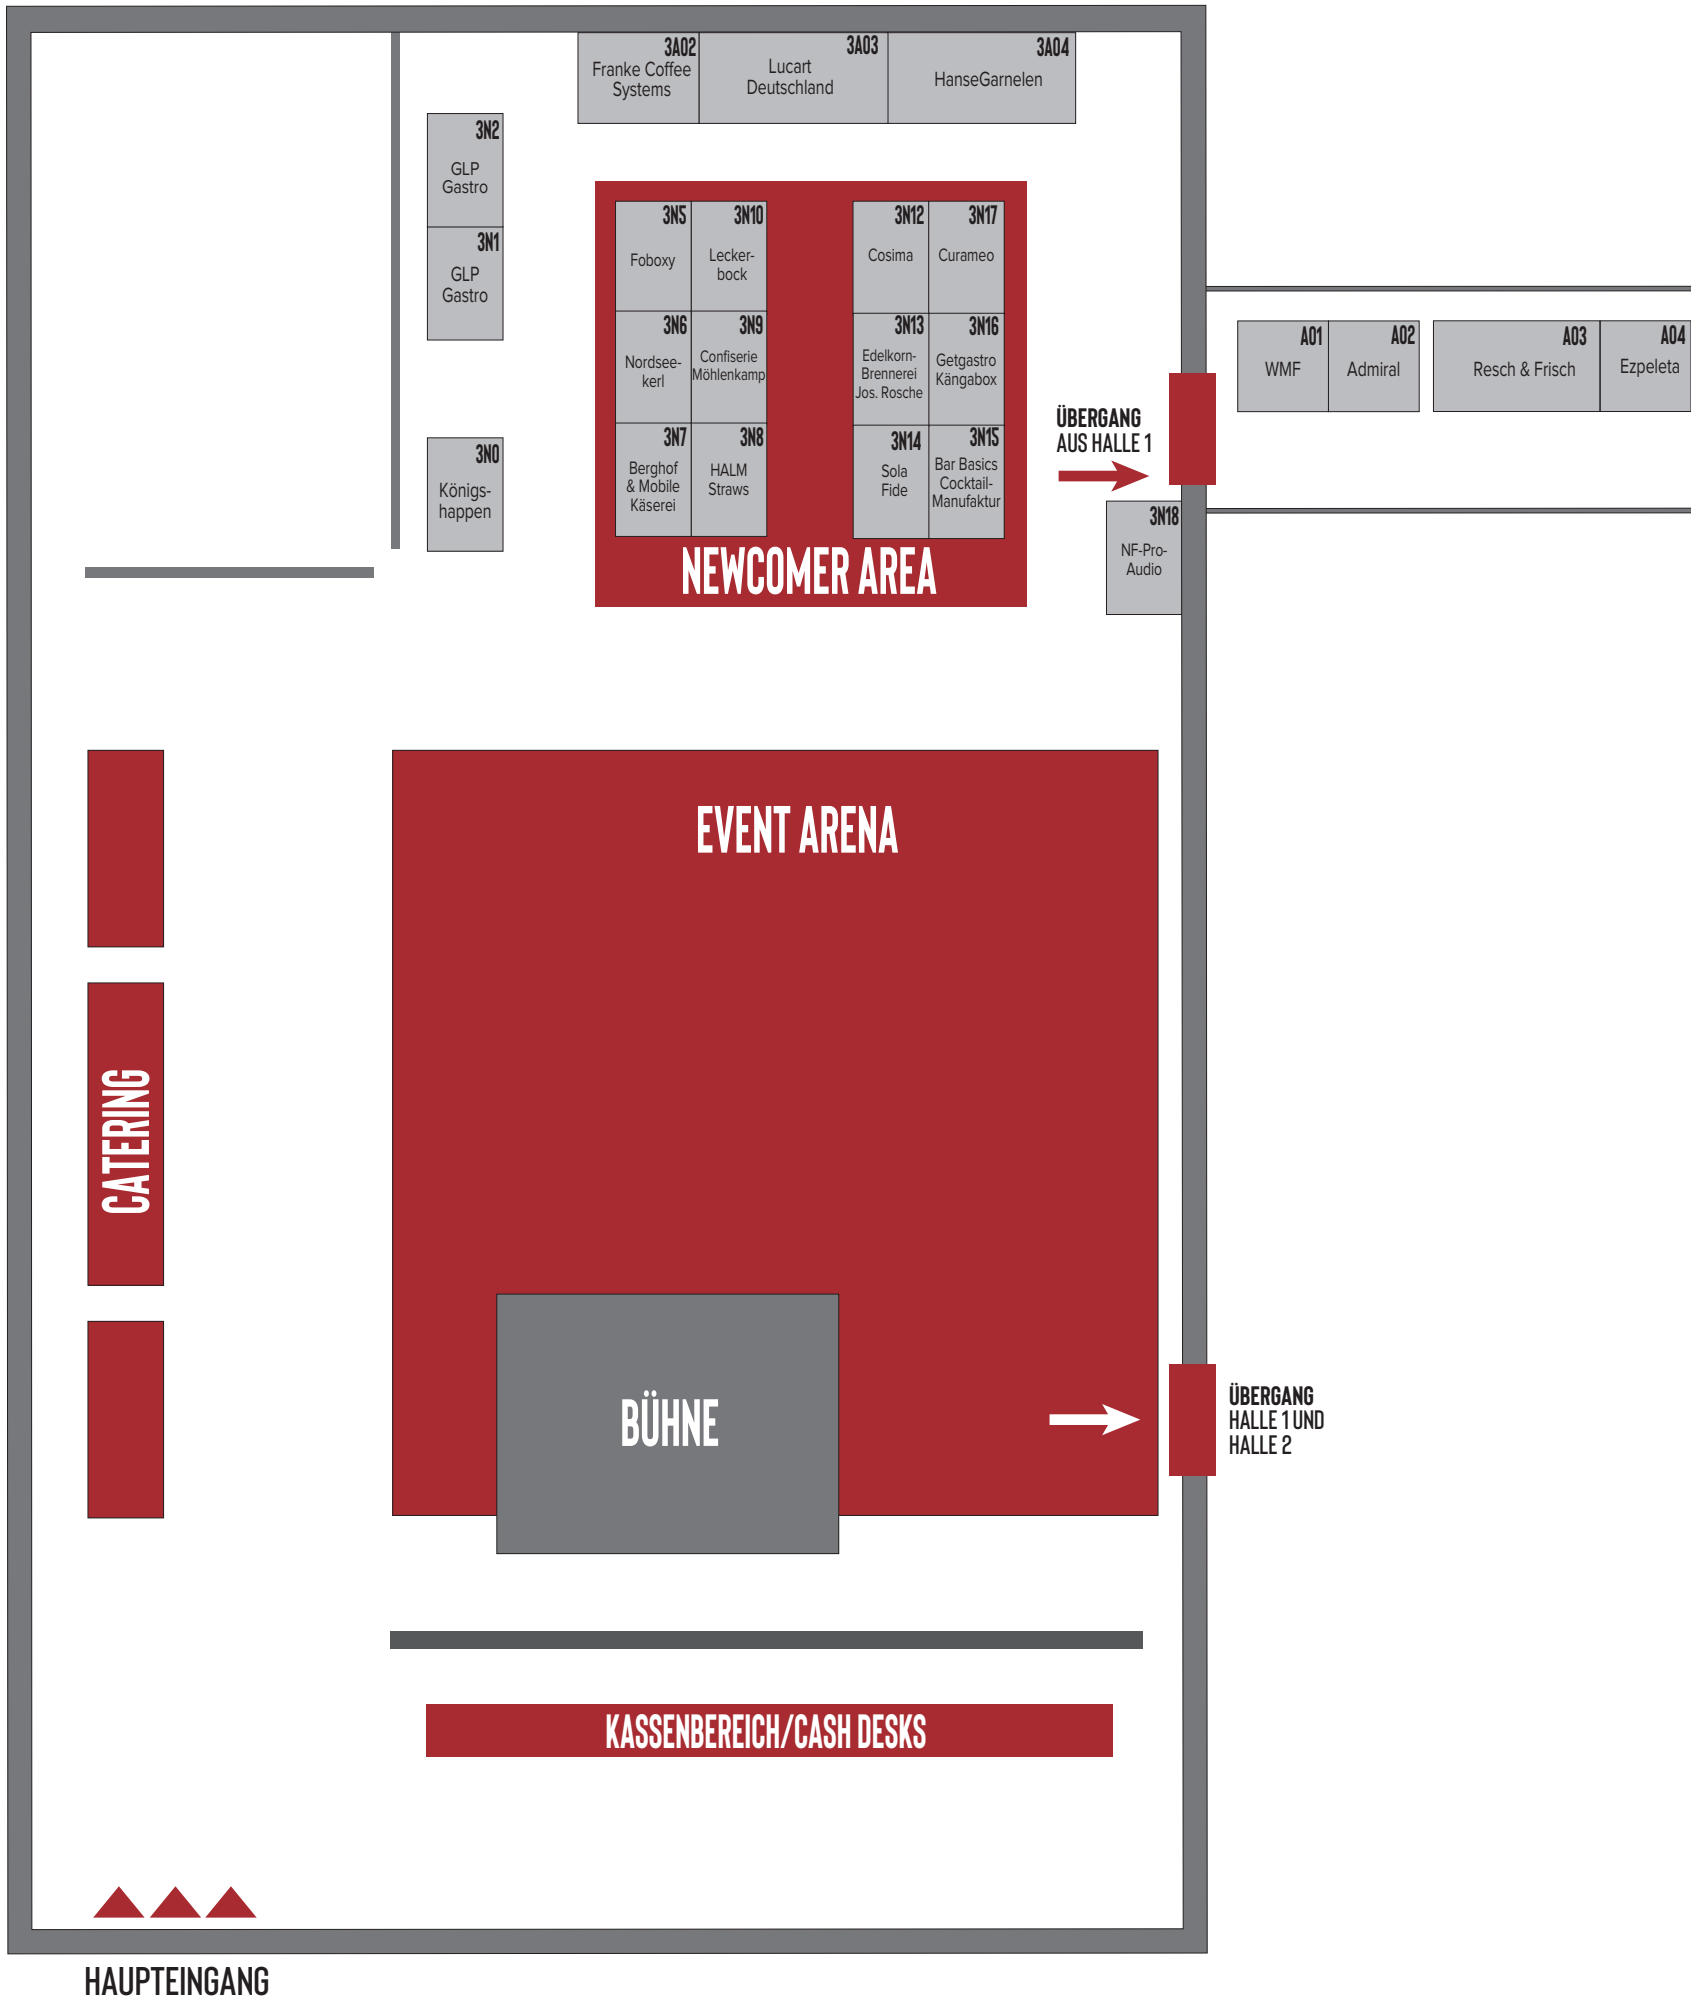 3A02
Franke Coffee
Systems
3A03
Lucart
Deutschland
3A04
HanseGarnelen
3N2
GLP
Gastro
3N1
GLP
Gastro
3N0
Königs-
happen
3N5
Foboxy
3N10
Lecker-
bock
3N6
Nordsee-
kerl
3N9
Confiserie
Möhlenkamp
3N7
Berghof
& Mobile
Käserei
3N8
HALM
Straws
3N12
Cosima
3N17
Curameo
3N13
Edelkorn-
Brennerei
Jos. Rosche
3N16
Getgastro
Kängabox
3N14
Sola
Fide
3N15
Bar Basics
Cocktail-
Manufaktur
NEWCOMER AREA
ÜBERGANG
AUS HALLE 1
3N18
NF-Pro-
Audio
A01
WMF
A02
Admiral
A03
Resch & Frisch
A04
Ezpeleta
EVENT ARENA
CATERING
BÜHNE
ÜBERGANG
HALLE 1 UND
HALLE 2
KASSENBEREICH/CASH DESKS
HAUPTEINGANG